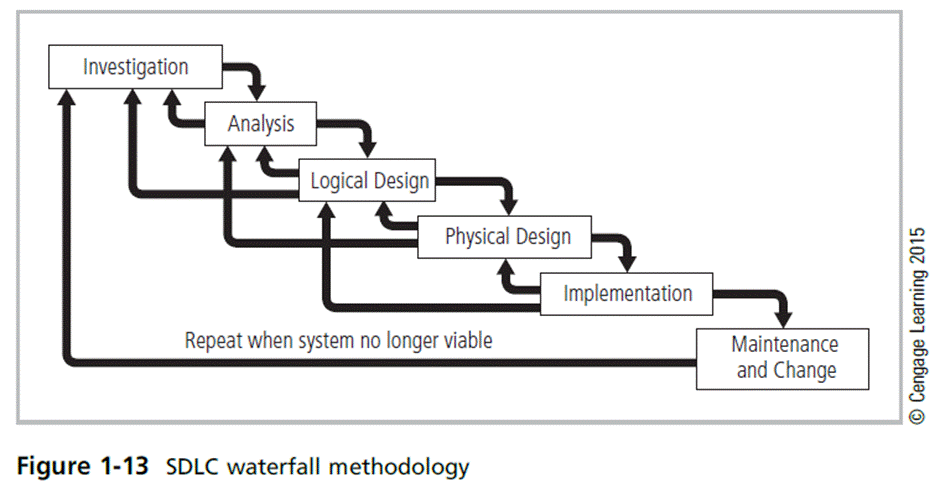 Investigation
Analysis
Logical Design
Physical Design
Implementation
Repeat when system no longer viable
Maintenance
and Change
© Cengage Learning 2015
Figure 1-13 SDLC waterfall methodology